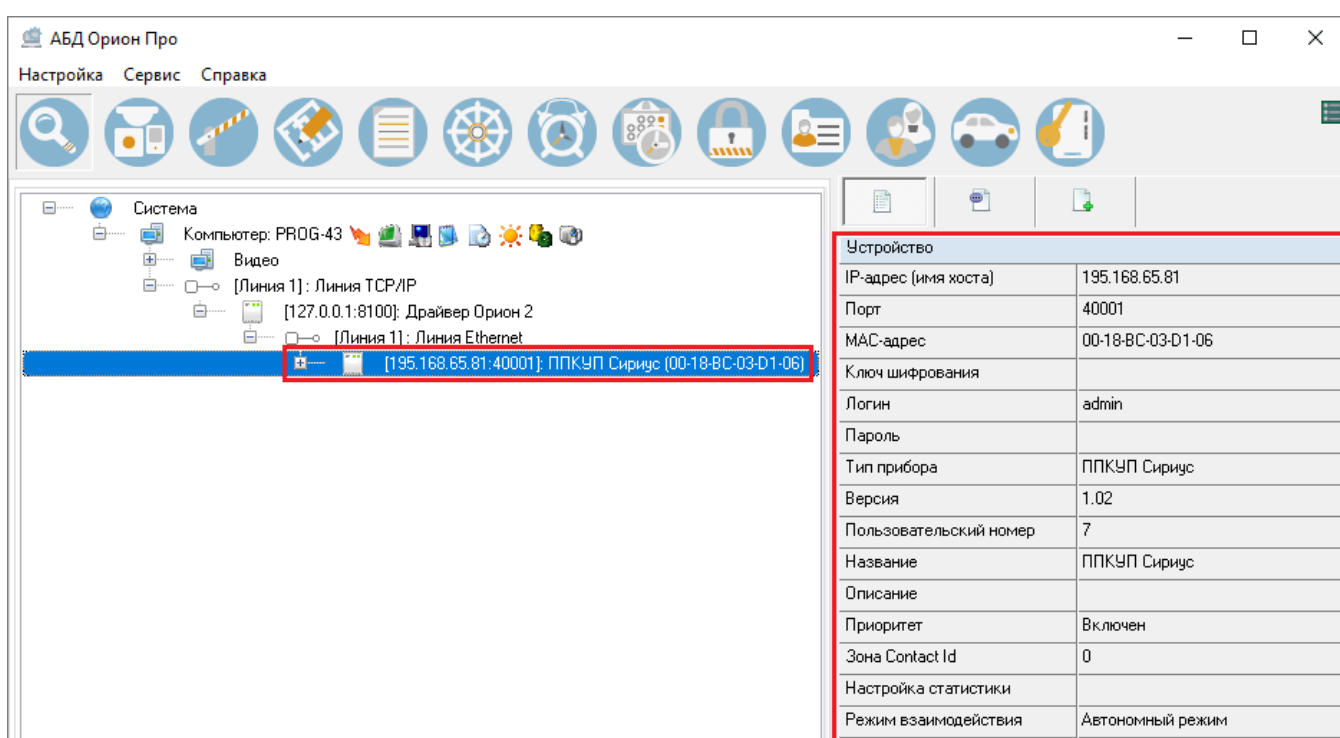 АБД Орион Про
Настройка Сервис Справка
Система
Компьютер: PROG-43
Видео
[Линия 1] : Линия TCP/IP
[127.0.0.1:8100]: Драйвер Орион 2
[Линия 1] : Линия Ethernet
[195.168.65.81:40001]: ППКУП Сириус (00-18-BC-03-D1-06)
Устройство
IP-адрес (имя хоста) 195.168.65.81
Порт 40001
MAC-адрес 00-18-BC-03-D1-06
Ключ шифрования
Логин admin
Пароль
Тип прибора ППКУП Сириус
Версия 1.02
Пользовательский номер 7
Название ППКУП Сириус
Описание
Приоритет Включен
Зона Contact Id 0
Настройка статистики
Режим взаимодействия Автономный режим